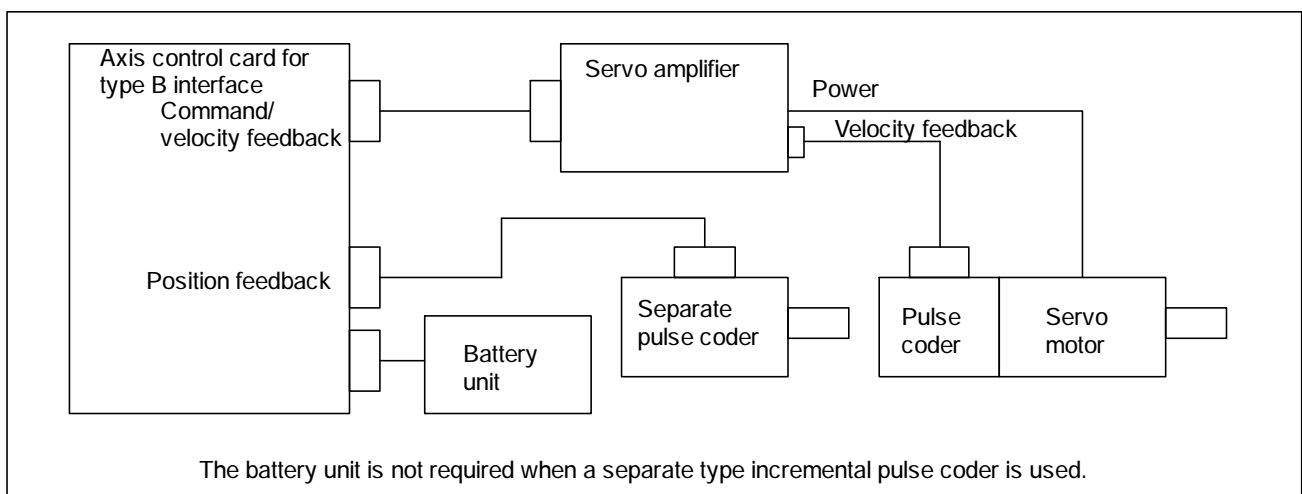 Axis control card for
type B interface
Command/
velocity feedback
Servo amplifier
Power
Velocity feedback
Position feedback
Separate
pulse coder
Pulse
coder
Servo
motor
Battery
unit
The battery unit is not required when a separate type incremental pulse coder is used.